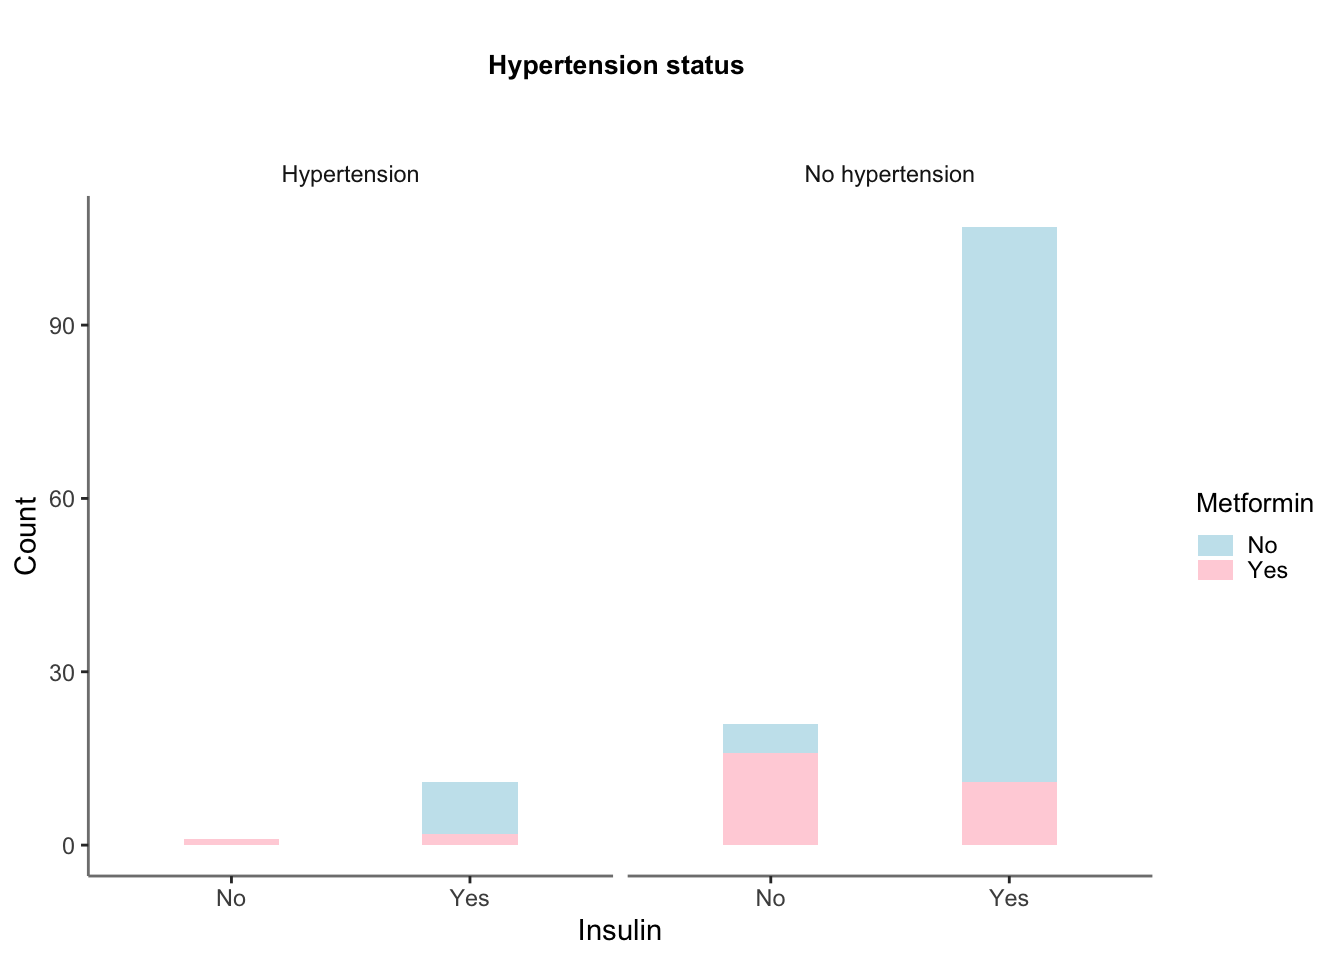 Hypertension status
Hypertension
No hypertension
90
60
30
0
Count
No
Yes
No
Yes
Insulin
Metformin
No
Yes